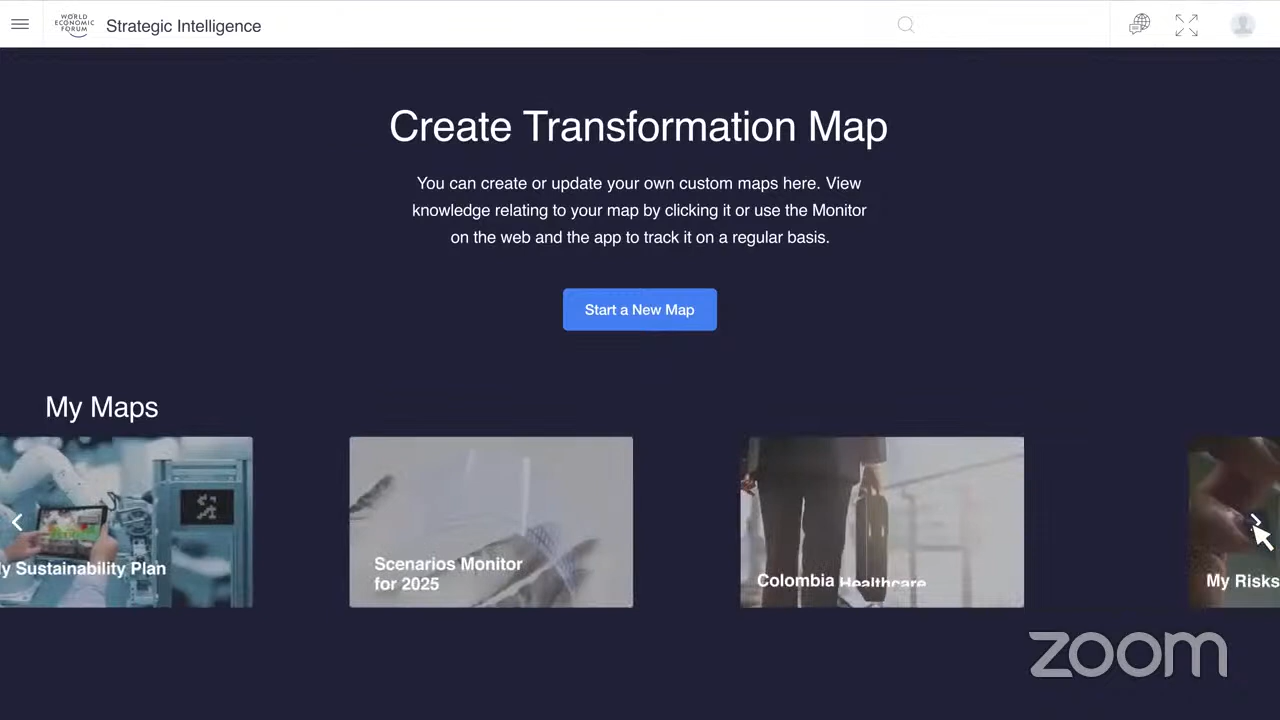 WORLD
ECONOMIC
FORUM
Strategic Intelligence
Create Transformation Map
You can create or update your own custom maps here. View
knowledge relating to your map by clicking it or use the Monitor
on the web and the app to track it on a regular basis.
Start a New Map
My Maps
y Sustainability Plan
Scenarios Monitor
for 2025
Colombia Healthcare
My Risks
zoom